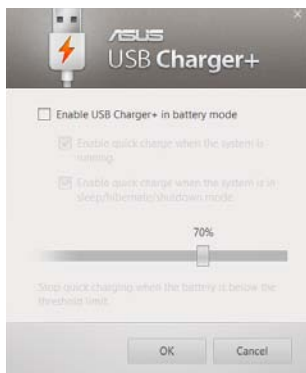 ASUS
USB Charger+
Enable USB Charger+ in battery mode
Enable quick charge when the system is
running.
Enable quick charge when the system is in
sleep/hibernate/shutdown mode.
70%
Stop quick charging when the battery is below the
threshold limit.
OK
Cancel